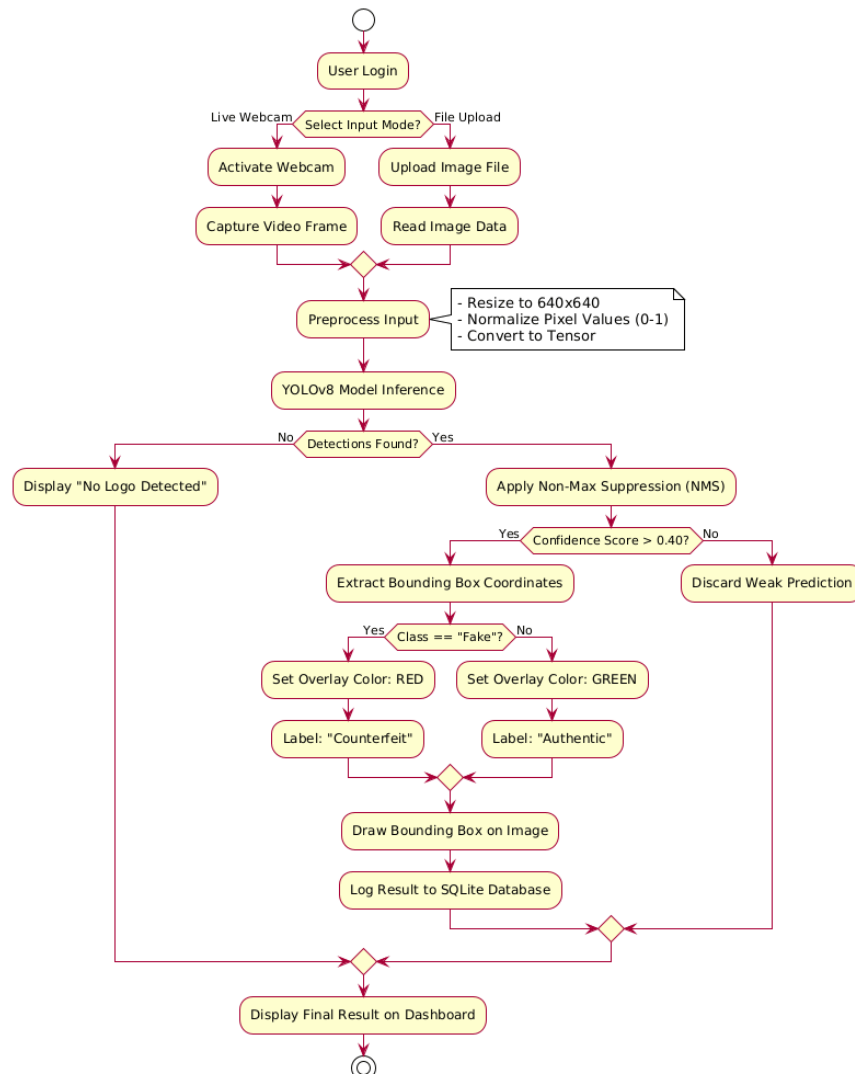 User Login
Live Webcam
Select Input Mode?
File Upload
Activate Webcam
Upload Image File
Capture Video Frame
Read Image Data
Preprocess Input
- Resize to 640x640
- Normalize Pixel Values (0-1)
- Convert to Tensor
YOLOv8 Model Inference
No
Detections Found?
Yes
Display "No Logo Detected"
Apply Non-Max Suppression (NMS)
Yes
Confidence Score > 0.40?
No
Extract Bounding Box Coordinates
Discard Weak Prediction
Yes
Class == "Fake"?
No
Set Overlay Color: RED
Set Overlay Color: GREEN
Label: "Counterfeit"
Label: "Authentic"
Draw Bounding Box on Image
Log Result to SQLite Database
Display Final Result on Dashboard